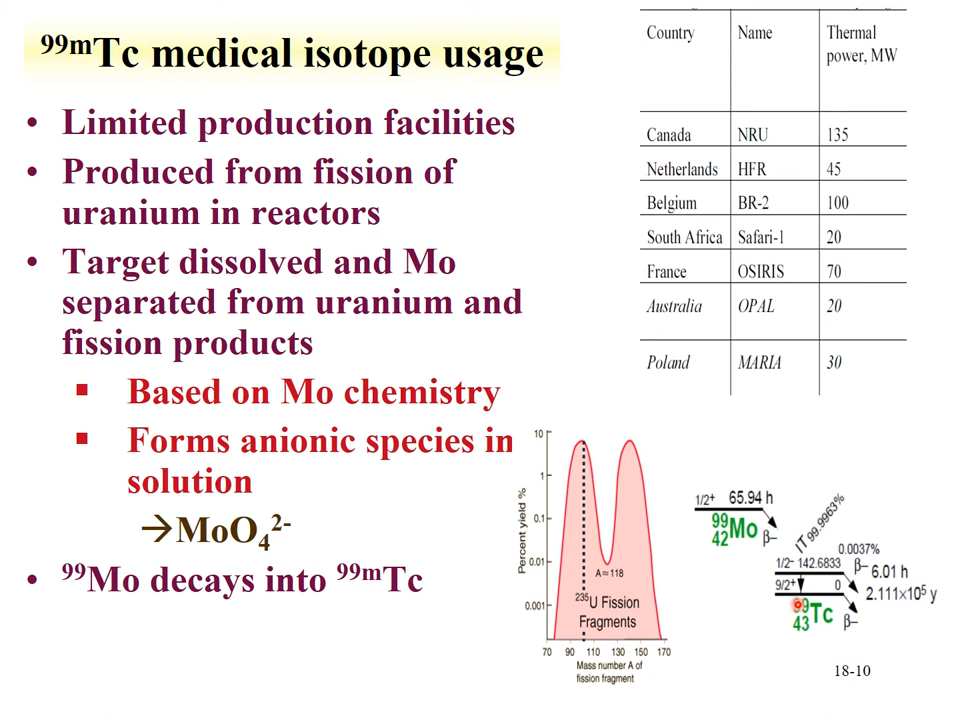 99mTc medical isotope usage
• Limited production facilities
• Produced from fission of
uranium in reactors
• Target dissolved and Mo
separated from uranium and
fission products
▪ Based on Mo chemistry
▪ Forms anionic species in
solution
→MoO₄²⁻
• ⁹⁹Mo decays into ⁹⁹ᵐTc
Country Name Thermal
power, MW
Canada NRU 135
Netherlands HFR 45
Belgium BR-2 100
South Africa Safari-1 20
France OSIRIS 70
Australia OPAL 20
Poland MARIA 30
Percent yield %
10
1
0.1
0.01
0.001
A≈118
²³⁵U Fission
Fragments
70 90 110 130 150 170
Mass number A of
fission fragment
1/2+ 65.94 h
⁹⁹₄₂Mo β−
IT 99.9963%
0.0037%
1/2− 142.6833 β− 6.01 h
9/2+ 0 2.111×10⁵ y
⁹⁹₄₃Tc β−
18-10